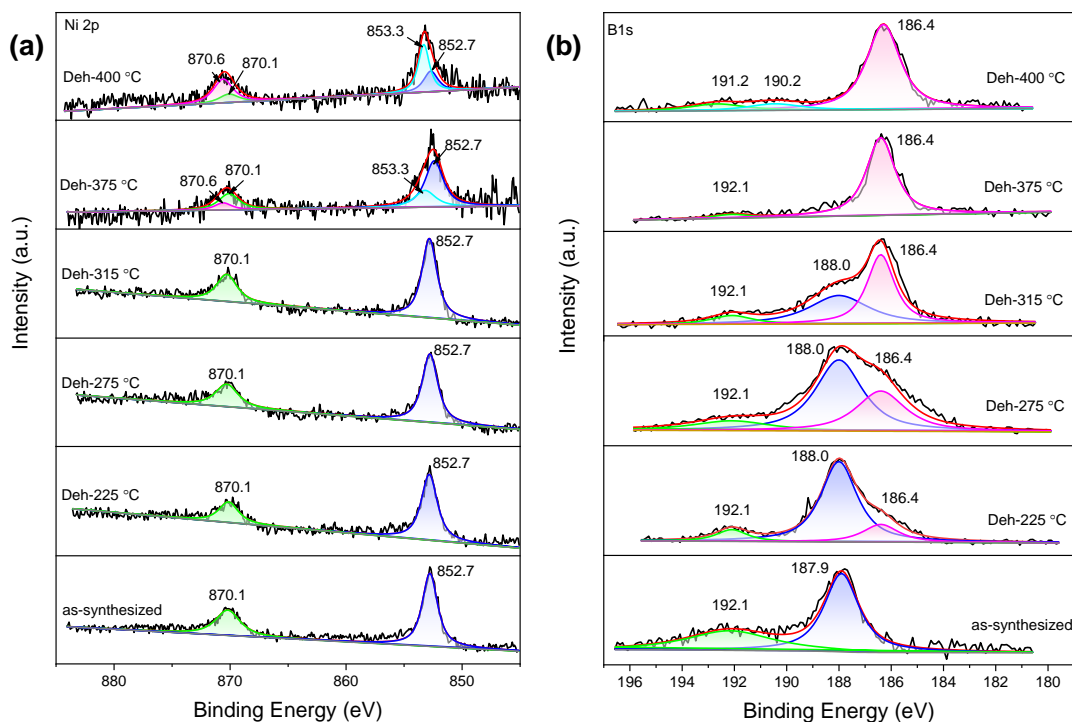 (a)
Ni 2p
Deh-400 °C
870.6
870.1
853.3
852.7
Deh-375 °C
870.6
870.1
853.3
852.7
Deh-315 °C
870.1
852.7
Deh-275 °C
870.1
852.7
Deh-225 °C
870.1
852.7
as-synthesized
870.1
852.7
Intensity (a.u.)
880 870 860 850
Binding Energy (eV)
(b)
B1s
186.4
191.2 190.2
Deh-400 °C
186.4
192.1
Deh-375 °C
186.4
188.0
192.1
Deh-315 °C
188.0
186.4
192.1
Deh-275 °C
188.0
186.4
192.1
Deh-225 °C
187.9
192.1
as-synthesized
Intensity (a.u.)
196 194 192 190 188 186 184 182 180
Binding Energy (eV)